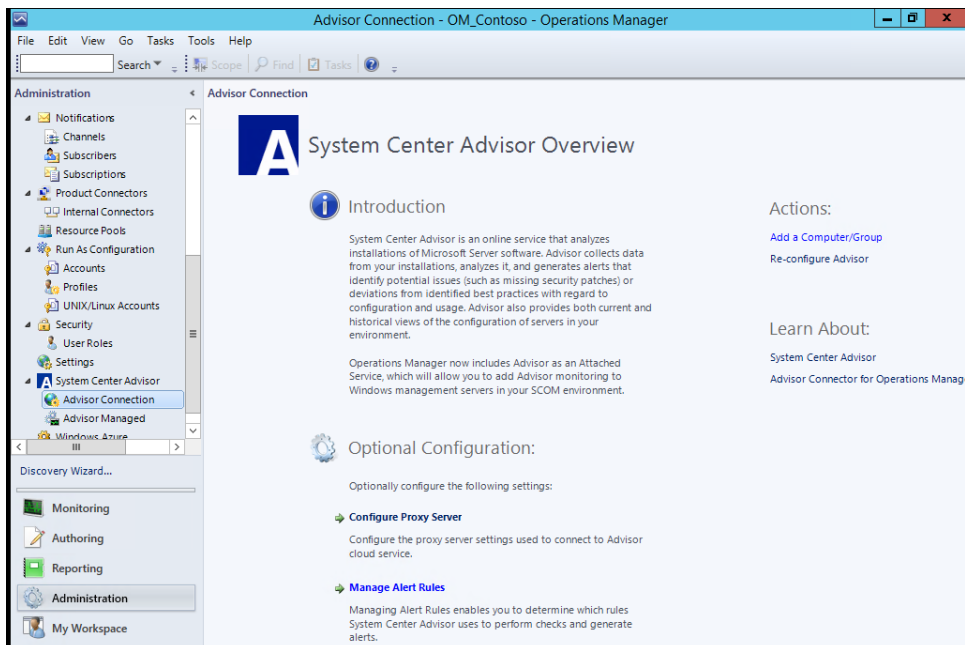 Advisor Connection - OM_Contoso - Operations Manager
File Edit View Go Tasks Tools Help
Search Scope Find Tasks
Administration
Advisor Connection
Notifications
Channels
Subscribers
Subscriptions
Product Connectors
Internal Connectors
Resource Pools
Run As Configuration
Accounts
Profiles
UNIX/Linux Accounts
Security
User Roles
Settings
System Center Advisor
Advisor Connection
Advisor Managed
Windows Azure
Discovery Wizard...
Monitoring
Authoring
Reporting
Administration
My Workspace
A
System Center Advisor Overview
Introduction
System Center Advisor is an online service that analyzes
installations of Microsoft Server software. Advisor collects data
from your installations, analyzes it, and generates alerts that
identify potential issues (such as missing security patches) or
deviations from identified best practices with regard to
configuration and usage. Advisor also provides both current and
historical views of the configuration of servers in your
environment.
Operations Manager now includes Advisor as an Attached
Service, which will allow you to add Advisor monitoring to
Windows management servers in your SCOM environment.
Optional Configuration:
Optionally configure the following settings:
Configure Proxy Server
Configure the proxy server settings used to connect to Advisor
cloud service.
Manage Alert Rules
Managing Alert Rules enables you to determine which rules
System Center Advisor uses to perform checks and generate
alerts.
Actions:
Add a Computer/Group
Re-configure Advisor
Learn About:
System Center Advisor
Advisor Connector for Operations Manag